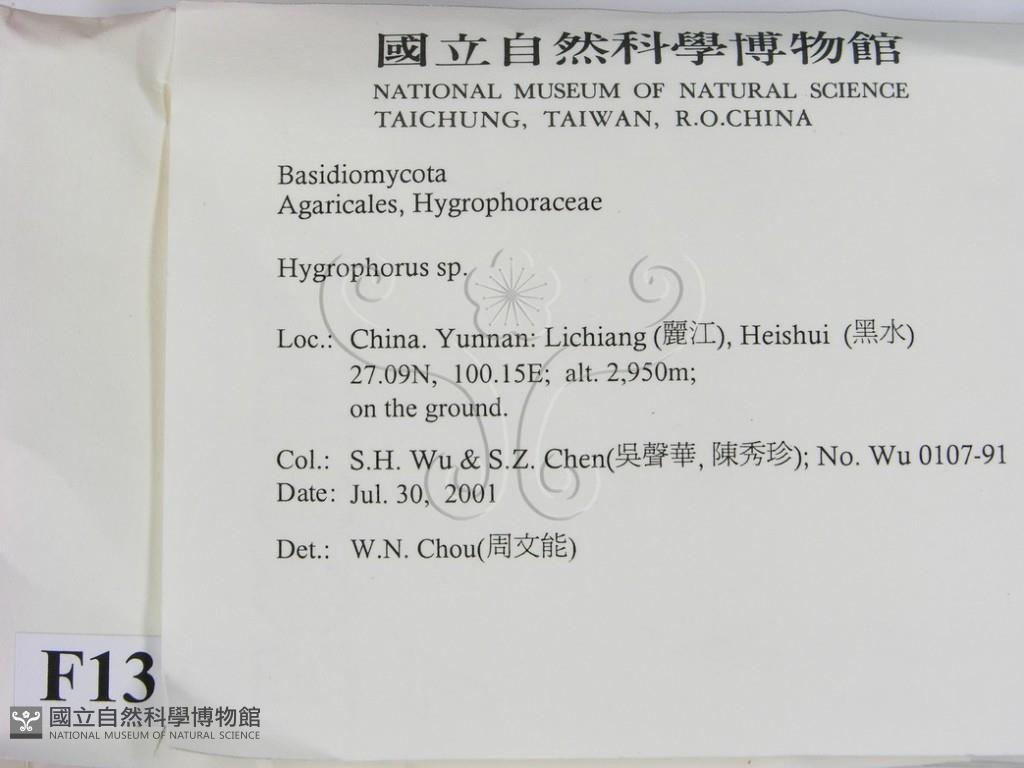 國立自然科學博物館
NATIONAL MUSEUM OF NATURAL SCIENCE
TAICHUNG, TAIWAN, R.O.CHINA
Basidiomycota
Agaricales, Hygrophoraceae
Hygrophorus sp.
Loc.: China. Yunnan: Lichiang (麗江), Heishui (黑水)
27.09N, 100.15E; alt. 2,950m;
on the ground.
Col.: S.H. Wu & S.Z. Chen(吳聲華, 陳秀珍); No. Wu 0107-91
Date: Jul. 30, 2001
Det.: W.N. Chou(周文能)
F13
國立自然科學博物館
NATIONAL MUSEUM OF NATURAL SCIENCE